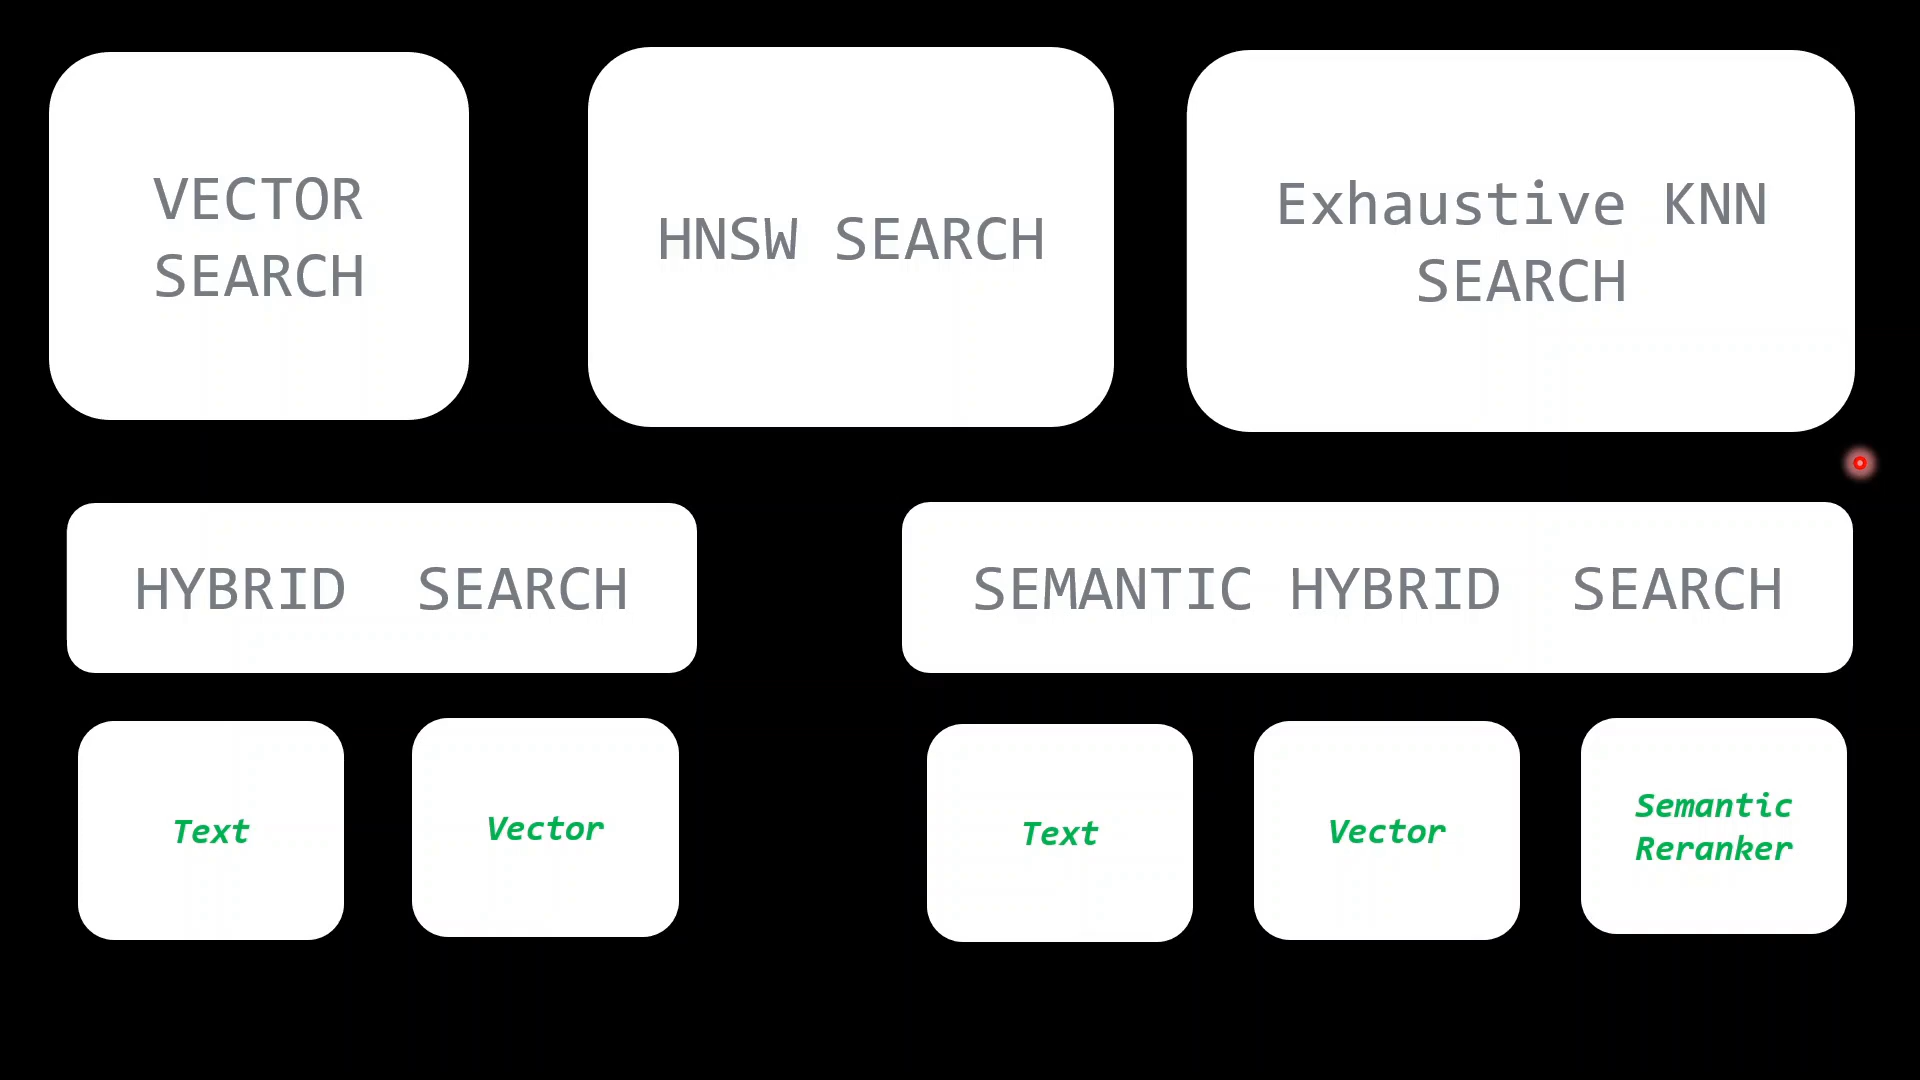 VECTOR
SEARCH
HNSW SEARCH
Exhaustive KNN
SEARCH
HYBRID  SEARCH
SEMANTIC HYBRID  SEARCH
Text
Vector
Text
Vector
Semantic
Reranker